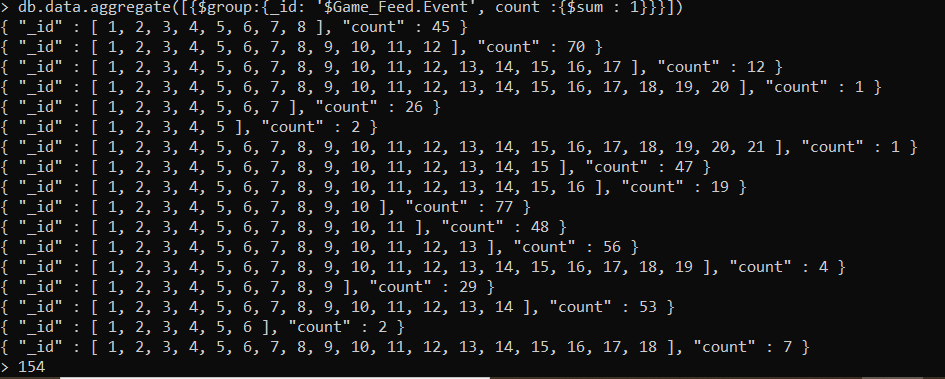 > db.data.aggregate([{$group:{_id: '$Game_Feed.Event', count :{$sum : 1}}}])
{ "_id" : [ 1, 2, 3, 4, 5, 6, 7, 8 ], "count" : 45 }
{ "_id" : [ 1, 2, 3, 4, 5, 6, 7, 8, 9, 10, 11, 12 ], "count" : 70 }
{ "_id" : [ 1, 2, 3, 4, 5, 6, 7, 8, 9, 10, 11, 12, 13, 14, 15, 16, 17 ], "count" : 12 }
{ "_id" : [ 1, 2, 3, 4, 5, 6, 7, 8, 9, 10, 11, 12, 13, 14, 15, 16, 17, 18, 19, 20 ], "count" : 1 }
{ "_id" : [ 1, 2, 3, 4, 5, 6, 7 ], "count" : 26 }
{ "_id" : [ 1, 2, 3, 4, 5 ], "count" : 2 }
{ "_id" : [ 1, 2, 3, 4, 5, 6, 7, 8, 9, 10, 11, 12, 13, 14, 15, 16, 17, 18, 19, 20, 21 ], "count" : 1 }
{ "_id" : [ 1, 2, 3, 4, 5, 6, 7, 8, 9, 10, 11, 12, 13, 14, 15 ], "count" : 47 }
{ "_id" : [ 1, 2, 3, 4, 5, 6, 7, 8, 9, 10, 11, 12, 13, 14, 15, 16 ], "count" : 19 }
{ "_id" : [ 1, 2, 3, 4, 5, 6, 7, 8, 9, 10 ], "count" : 77 }
{ "_id" : [ 1, 2, 3, 4, 5, 6, 7, 8, 9, 10, 11 ], "count" : 48 }
{ "_id" : [ 1, 2, 3, 4, 5, 6, 7, 8, 9, 10, 11, 12, 13 ], "count" : 56 }
{ "_id" : [ 1, 2, 3, 4, 5, 6, 7, 8, 9, 10, 11, 12, 13, 14, 15, 16, 17, 18, 19 ], "count" : 4 }
{ "_id" : [ 1, 2, 3, 4, 5, 6, 7, 8, 9 ], "count" : 29 }
{ "_id" : [ 1, 2, 3, 4, 5, 6, 7, 8, 9, 10, 11, 12, 13, 14 ], "count" : 53 }
{ "_id" : [ 1, 2, 3, 4, 5, 6 ], "count" : 2 }
{ "_id" : [ 1, 2, 3, 4, 5, 6, 7, 8, 9, 10, 11, 12, 13, 14, 15, 16, 17, 18 ], "count" : 7 }
> 154